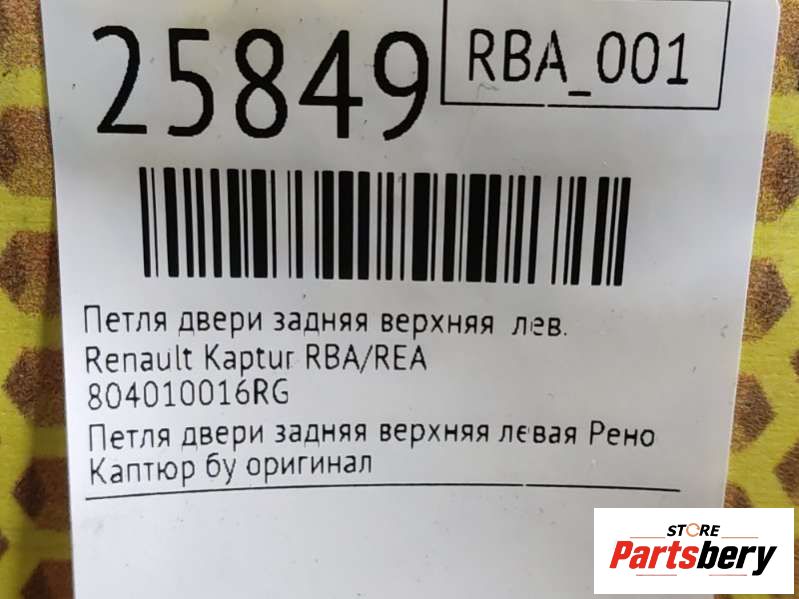 25849
RBA_001
Петля двери задняя верхняя лев.
Renault Kaptur RBA/REA
804010016RG
Петля двери задняя верхняя левая Рено
Каптюр бу оригинал
STORE
Partsbery